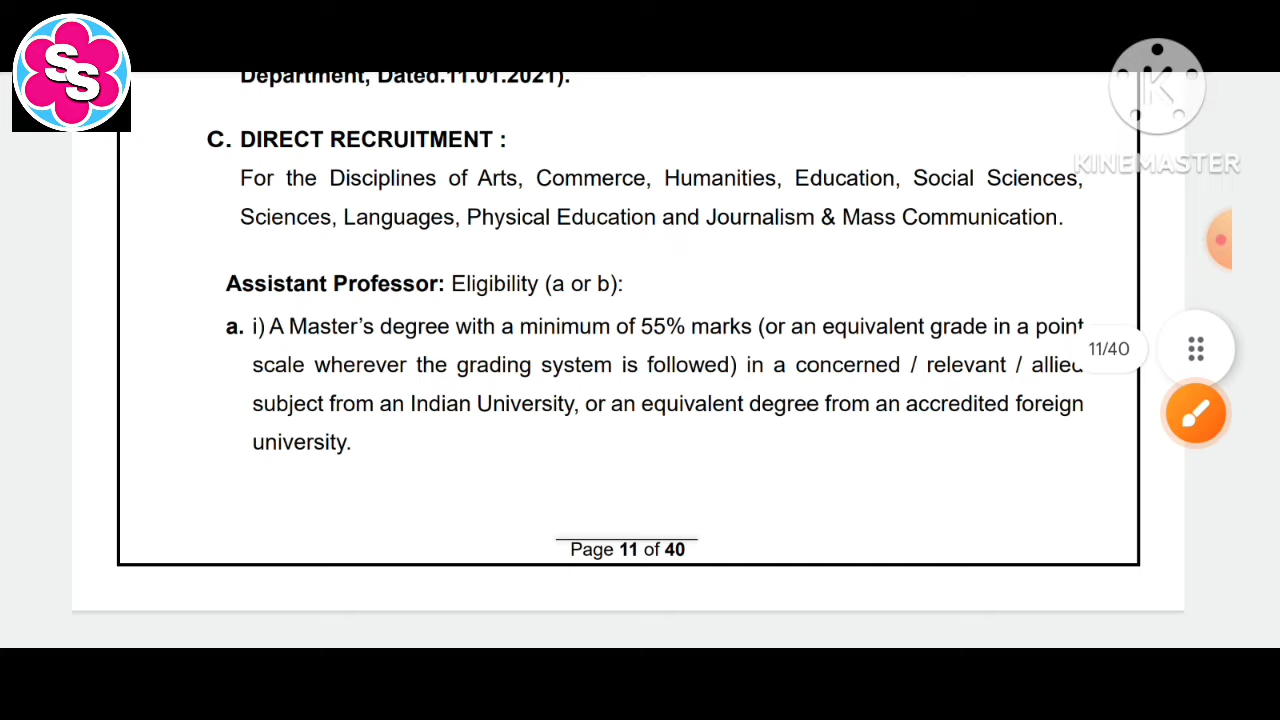 SS
K
KINEMASTER
Department, Dated.11.01.2021).
C. DIRECT RECRUITMENT :
For the Disciplines of Arts, Commerce, Humanities, Education, Social Sciences,
Sciences, Languages, Physical Education and Journalism & Mass Communication.
Assistant Professor: Eligibility (a or b):
a. i) A Master’s degree with a minimum of 55% marks (or an equivalent grade in a point
scale wherever the grading system is followed) in a concerned / relevant / allied
subject from an Indian University, or an equivalent degree from an accredited foreign
university.
11/40
Page 11 of 40